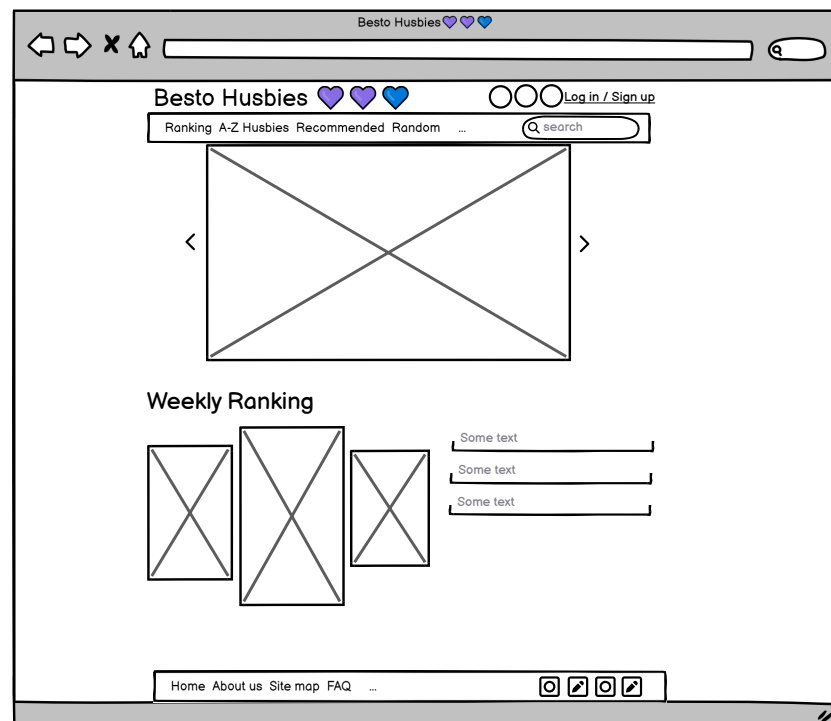 Besto Husbies💜💜💙
Besto Husbies 💜💜💙
Log in / Sign up
Ranking A-Z Husbies Recommended Random ...
search
Weekly Ranking
Some text
Some text
Some text
Home About us Site map FAQ ...